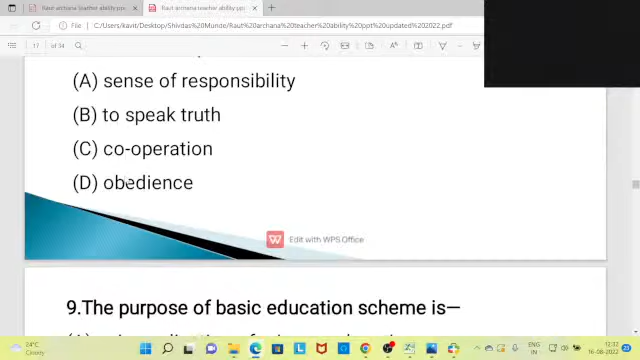 Raut archana teacher ability ppt
Raut archana teacher ability ppt
File | C:/Users/kavit/Desktop/Shivdas%20Munde/Raut%20archana%20teacher%20ability%20ppt%20updated%202022.pdf
17 of 34
(A) sense of responsibility
(B) to speak truth
(C) co-operation
(D) obedience
Edit with WPS Office
9.The purpose of basic education scheme is—
24°C
Cloudy
ENG
IN
12:32
16-08-2022